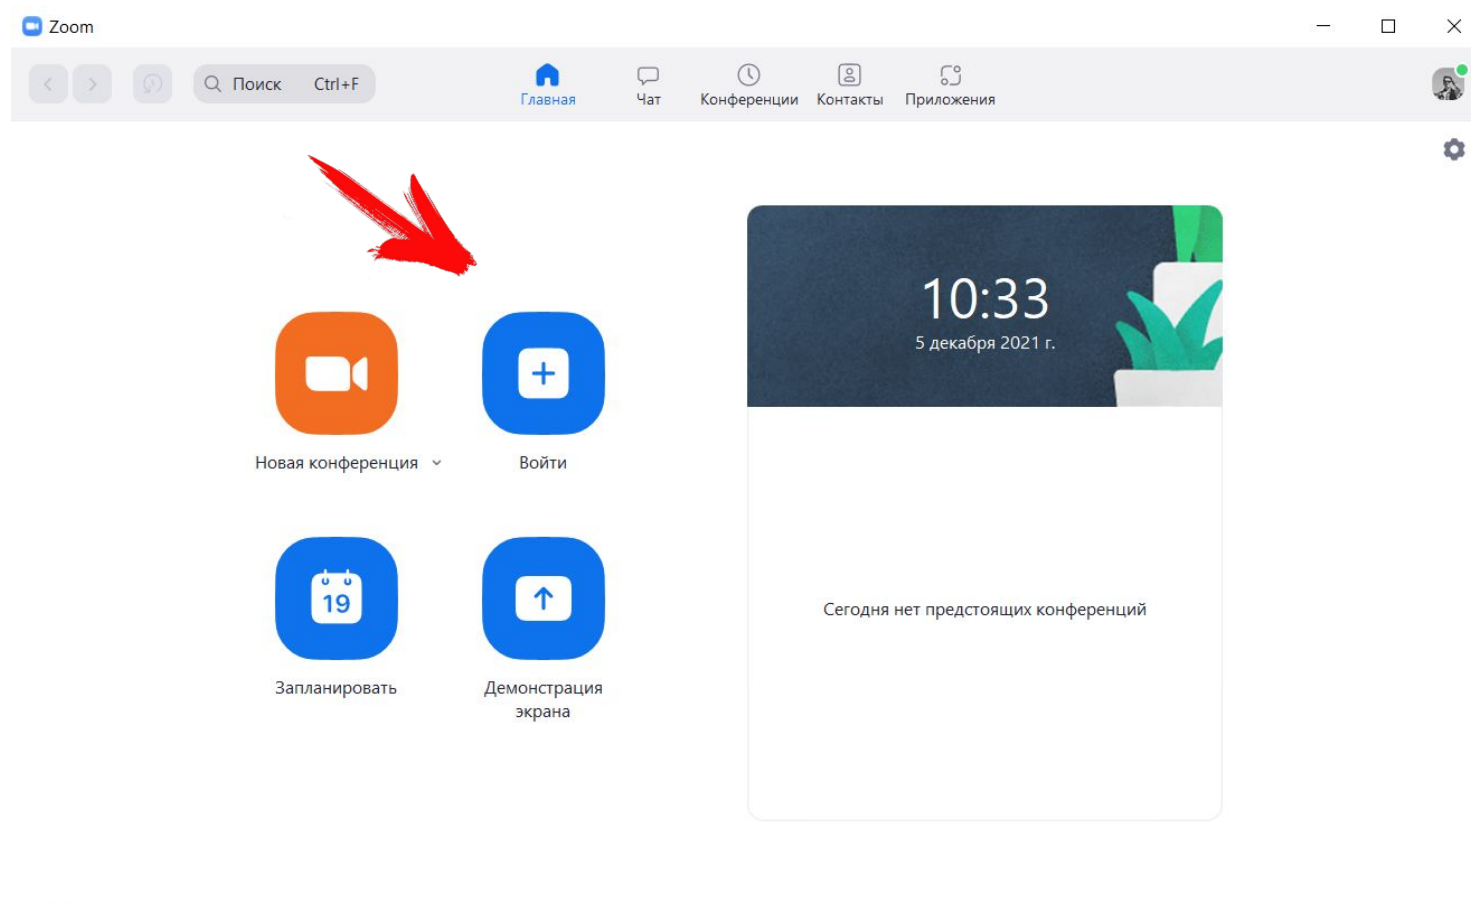 Zoom
Поиск Ctrl+F
Главная
Чат
Конференции
Контакты
Приложения
10:33
5 декабря 2021 г.
Новая конференция
Войти
19
Запланировать
Демонстрация
экрана
Сегодня нет предстоящих конференций